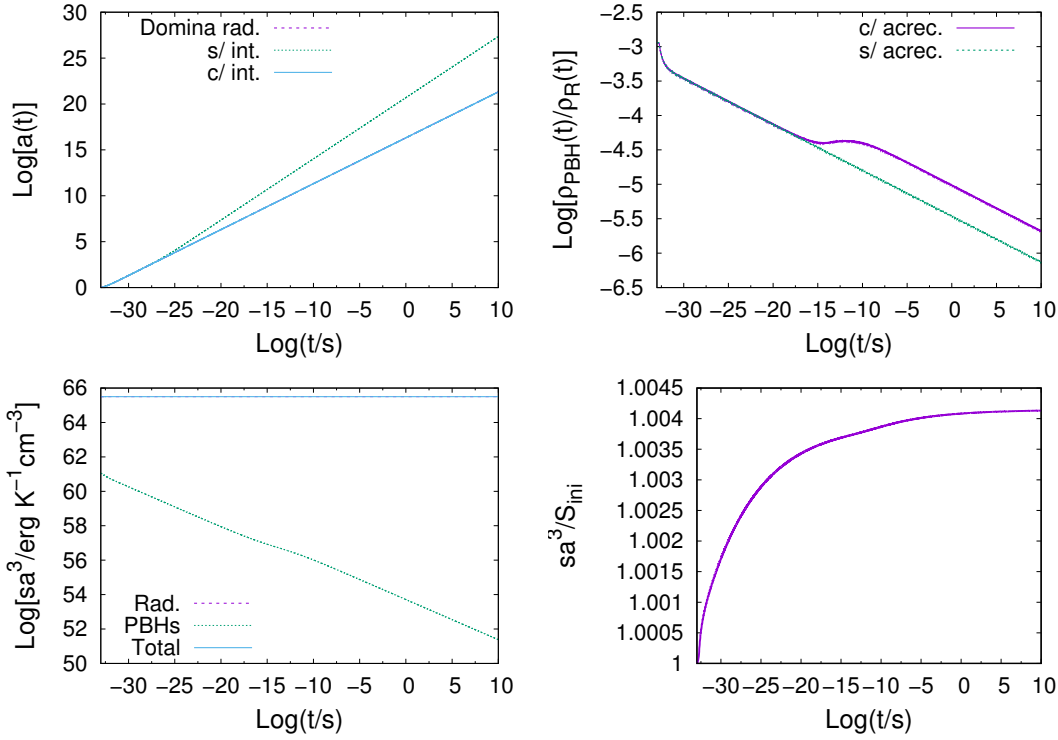 Log[a(t)]
30
25
20
15
10
5
0
Domina rad.
s/ int.
c/ int.
−30 −25 −20 −15 −10 −5 0 5 10
Log(t/s)
Log[ρPBH(t)/ρR(t)]
−2.5
−3
−3.5
−4
−4.5
−5
−5.5
−6
−6.5
c/ acrec.
s/ acrec.
−30 −25 −20 −15 −10 −5 0 5 10
Log(t/s)
Log[sa³/erg K⁻¹cm⁻³]
66
64
62
60
58
56
54
52
50
Rad.
PBHs
Total
−30 −25 −20 −15 −10 −5 0 5 10
Log(t/s)
sa³/Sini
1.0045
1.004
1.0035
1.003
1.0025
1.002
1.0015
1.001
1.0005
1
−30 −25 −20 −15 −10 −5 0 5 10
Log(t/s)